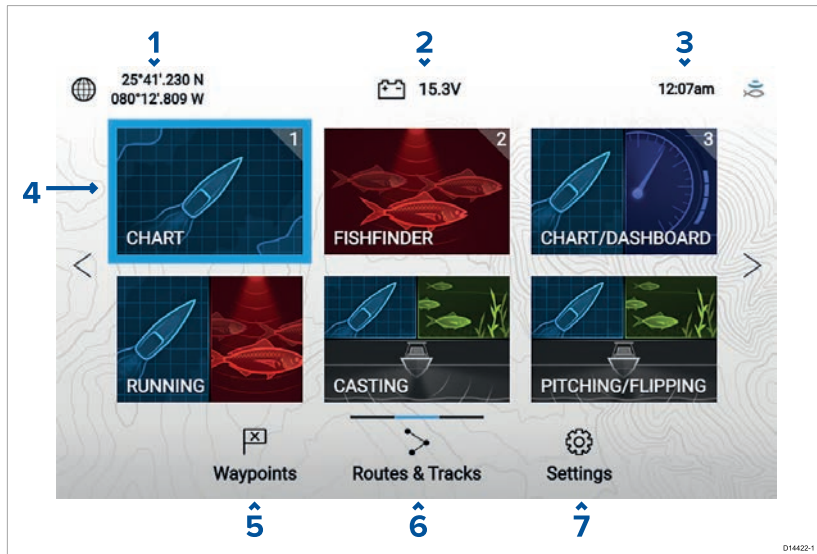 1 2 3
25°41'.230 N
080°12'.809 W
15.3V
12:07am
4
1
CHART
2
FISHFINDER
3
CHART/DASHBOARD
RUNNING
CASTING
PITCHING/FLIPPING
Waypoints
Routes & Tracks
Settings
5 6 7
D14422-1